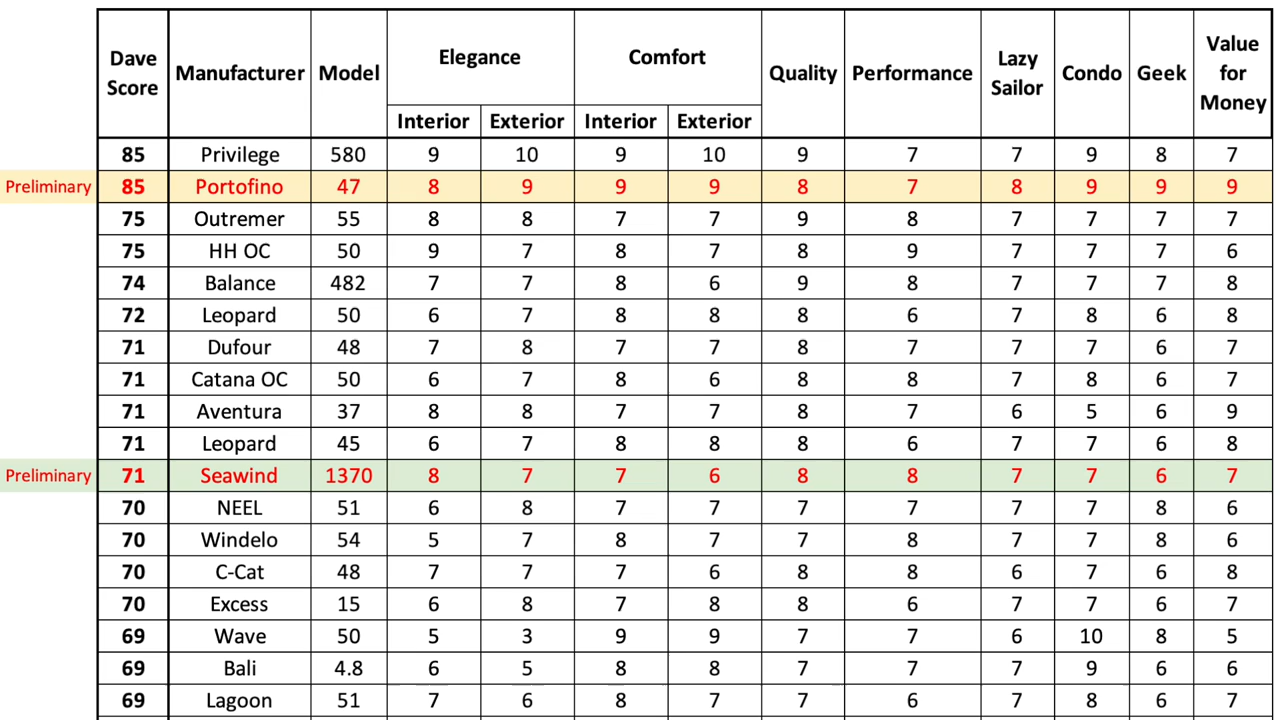 Dave Score Manufacturer Model Elegance Comfort Quality Performance Lazy Sailor Condo Geek Value for Money
Interior Exterior Interior Exterior
85 Privilege 580 9 10 9 10 9 7 7 9 8 7
Preliminary 85 Portofino 47 8 9 9 9 8 7 8 9 9 9
75 Outremer 55 8 8 7 7 9 8 7 7 7 7
75 HH OC 50 9 7 8 7 8 9 7 7 7 6
74 Balance 482 7 7 8 6 9 8 7 7 7 8
72 Leopard 50 6 7 8 8 8 6 7 8 6 8
71 Dufour 48 7 8 7 7 8 7 7 7 6 7
71 Catana OC 50 6 7 8 6 8 8 7 8 6 7
71 Aventura 37 8 8 7 7 8 7 6 5 6 9
71 Leopard 45 6 7 8 8 8 6 7 7 6 8
Preliminary 71 Seawind 1370 8 7 7 6 8 8 7 7 6 7
70 NEEL 51 6 8 7 7 7 7 7 7 8 6
70 Windelo 54 5 7 8 7 7 8 7 7 8 6
70 C-Cat 48 7 7 7 6 8 8 6 7 6 8
70 Excess 15 6 8 7 8 8 6 7 7 6 7
69 Wave 50 5 3 9 9 7 7 6 10 8 5
69 Bali 4.8 6 5 8 8 7 7 7 9 6 6
69 Lagoon 51 7 6 8 7 7 6 7 8 6 7